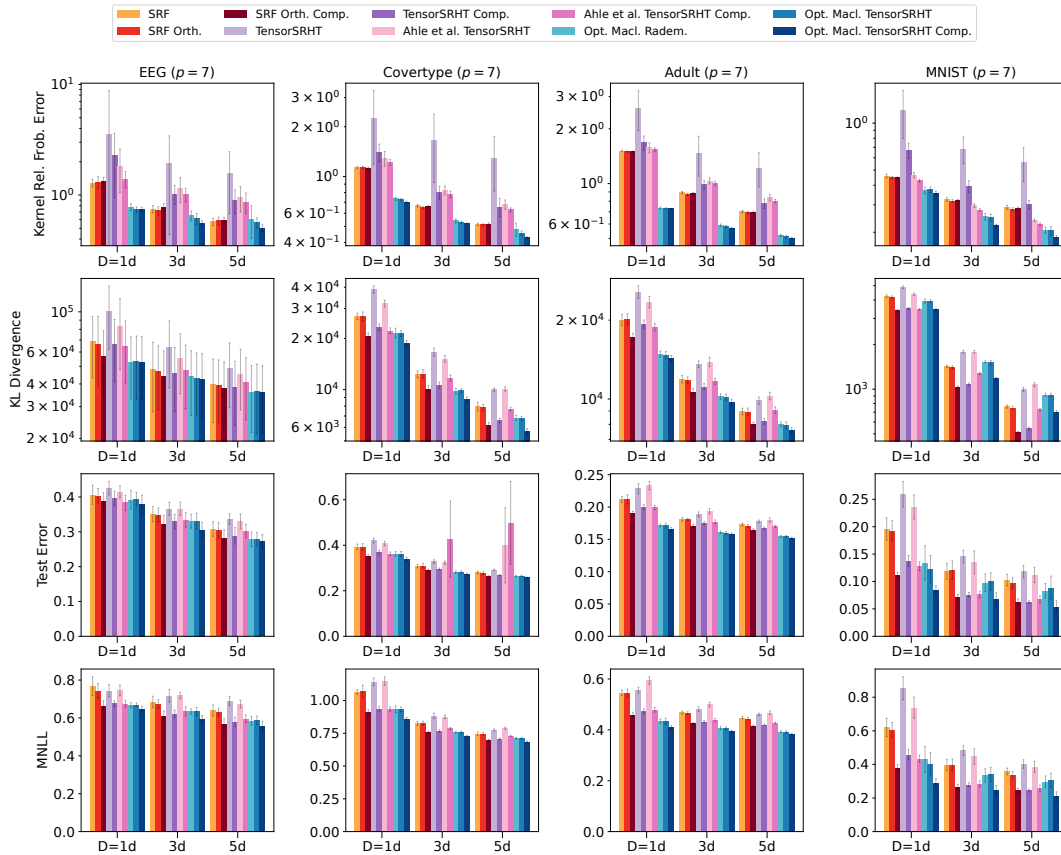 SRF
SRF Orth.
SRF Orth. Comp.
TensorSRHT
TensorSRHT Comp.
Ahle et al. TensorSRHT
Ahle et al. TensorSRHT Comp.
Opt. Macl. Radem.
Opt. Macl. TensorSRHT
Opt. Macl. TensorSRHT Comp.
EEG (p = 7)
Covertype (p = 7)
Adult (p = 7)
MNIST (p = 7)
Kernel Rel. Frob. Error
10¹
10⁰
D=1d 3d 5d
3 × 10⁰
2 × 10⁰
10⁰
6 × 10⁻¹
4 × 10⁻¹
D=1d 3d 5d
3 × 10⁰
2 × 10⁰
10⁰
6 × 10⁻¹
D=1d 3d 5d
10⁰
D=1d 3d 5d
KL Divergence
10⁵
6 × 10⁴
4 × 10⁴
3 × 10⁴
2 × 10⁴
D=1d 3d 5d
4 × 10⁴
3 × 10⁴
2 × 10⁴
10⁴
6 × 10³
D=1d 3d 5d
2 × 10⁴
10⁴
D=1d 3d 5d
10³
D=1d 3d 5d
Test Error
0.4
0.3
0.2
0.1
0.0
D=1d 3d 5d
0.6
0.4
0.2
0.0
D=1d 3d 5d
0.25
0.20
0.15
0.10
0.05
0.00
D=1d 3d 5d
0.25
0.20
0.15
0.10
0.05
0.00
D=1d 3d 5d
MNLL
0.8
0.6
0.4
0.2
0.0
D=1d 3d 5d
1.00
0.75
0.50
0.25
0.00
D=1d 3d 5d
0.6
0.4
0.2
0.0
D=1d 3d 5d
0.8
0.6
0.4
0.2
0.0
D=1d 3d 5d